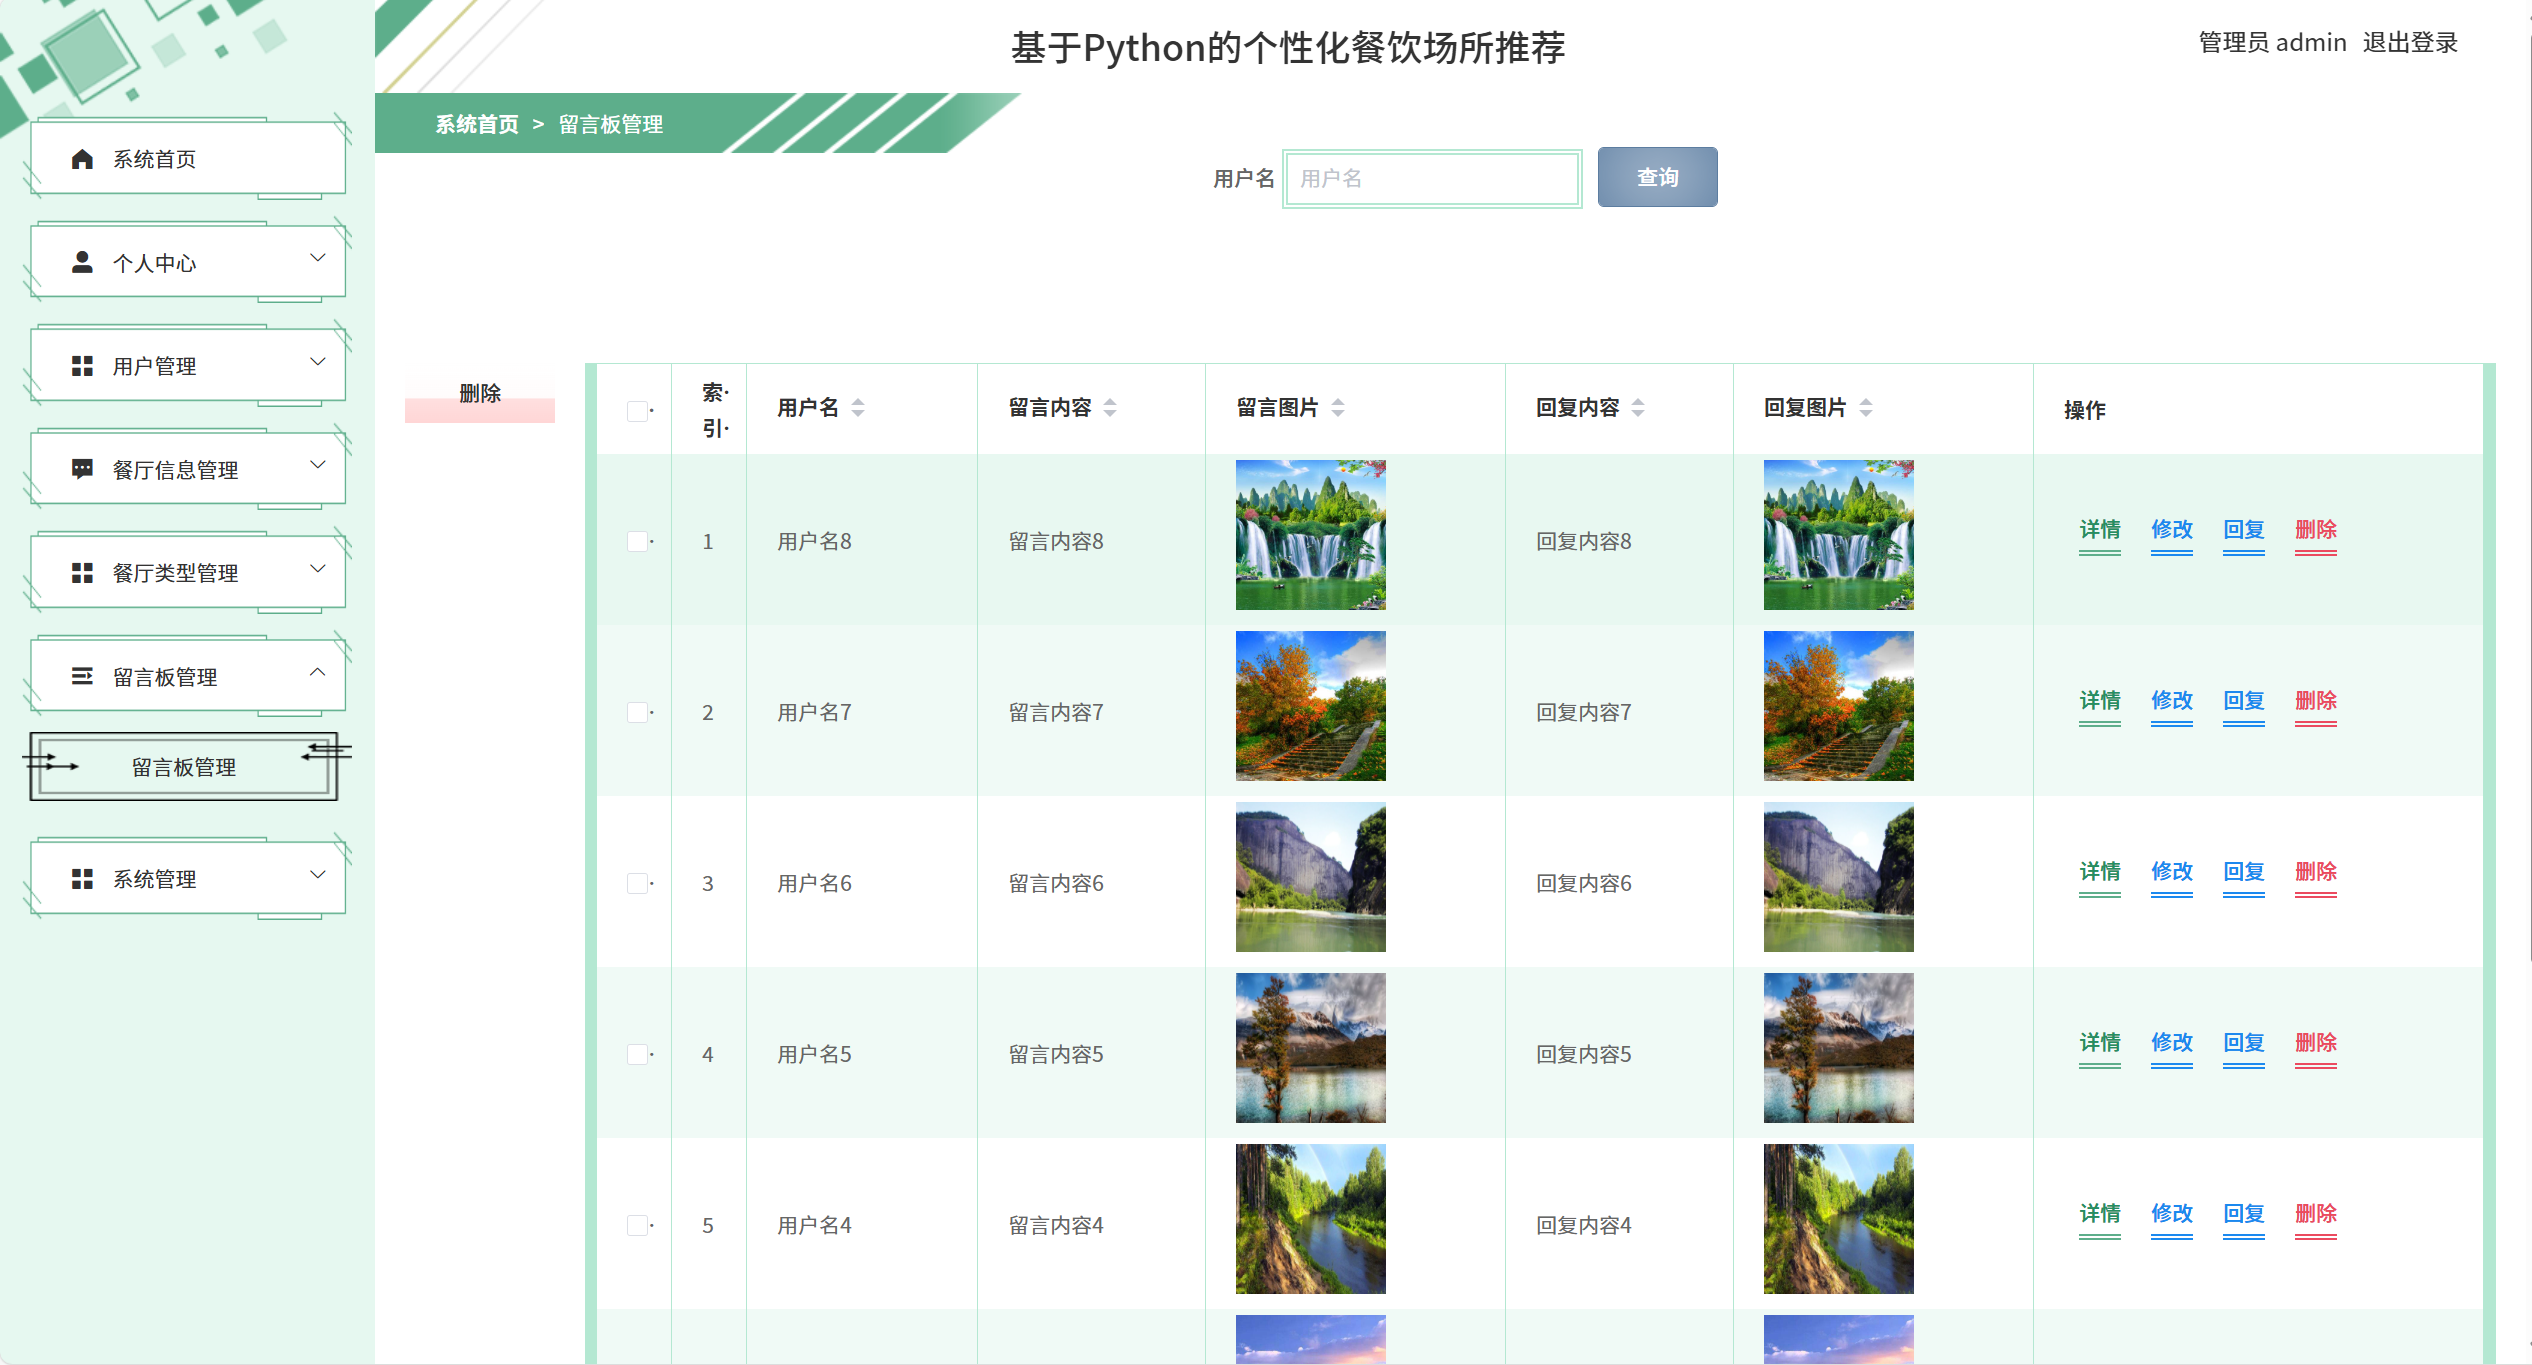 基于Python的个性化餐饮场所推荐
管理员 admin 退出登录
系统首页 > 留言板管理
系统首页
个人中心
用户管理
餐厅信息管理
餐厅类型管理
留言板管理
留言板管理
系统管理
用户名 用户名 查询
删除
索· 引· 用户名 留言内容 留言图片 回复内容 回复图片 操作
1 用户名8 留言内容8 回复内容8 详情 修改 回复 删除
2 用户名7 留言内容7 回复内容7 详情 修改 回复 删除
3 用户名6 留言内容6 回复内容6 详情 修改 回复 删除
4 用户名5 留言内容5 回复内容5 详情 修改 回复 删除
5 用户名4 留言内容4 回复内容4 详情 修改 回复 删除